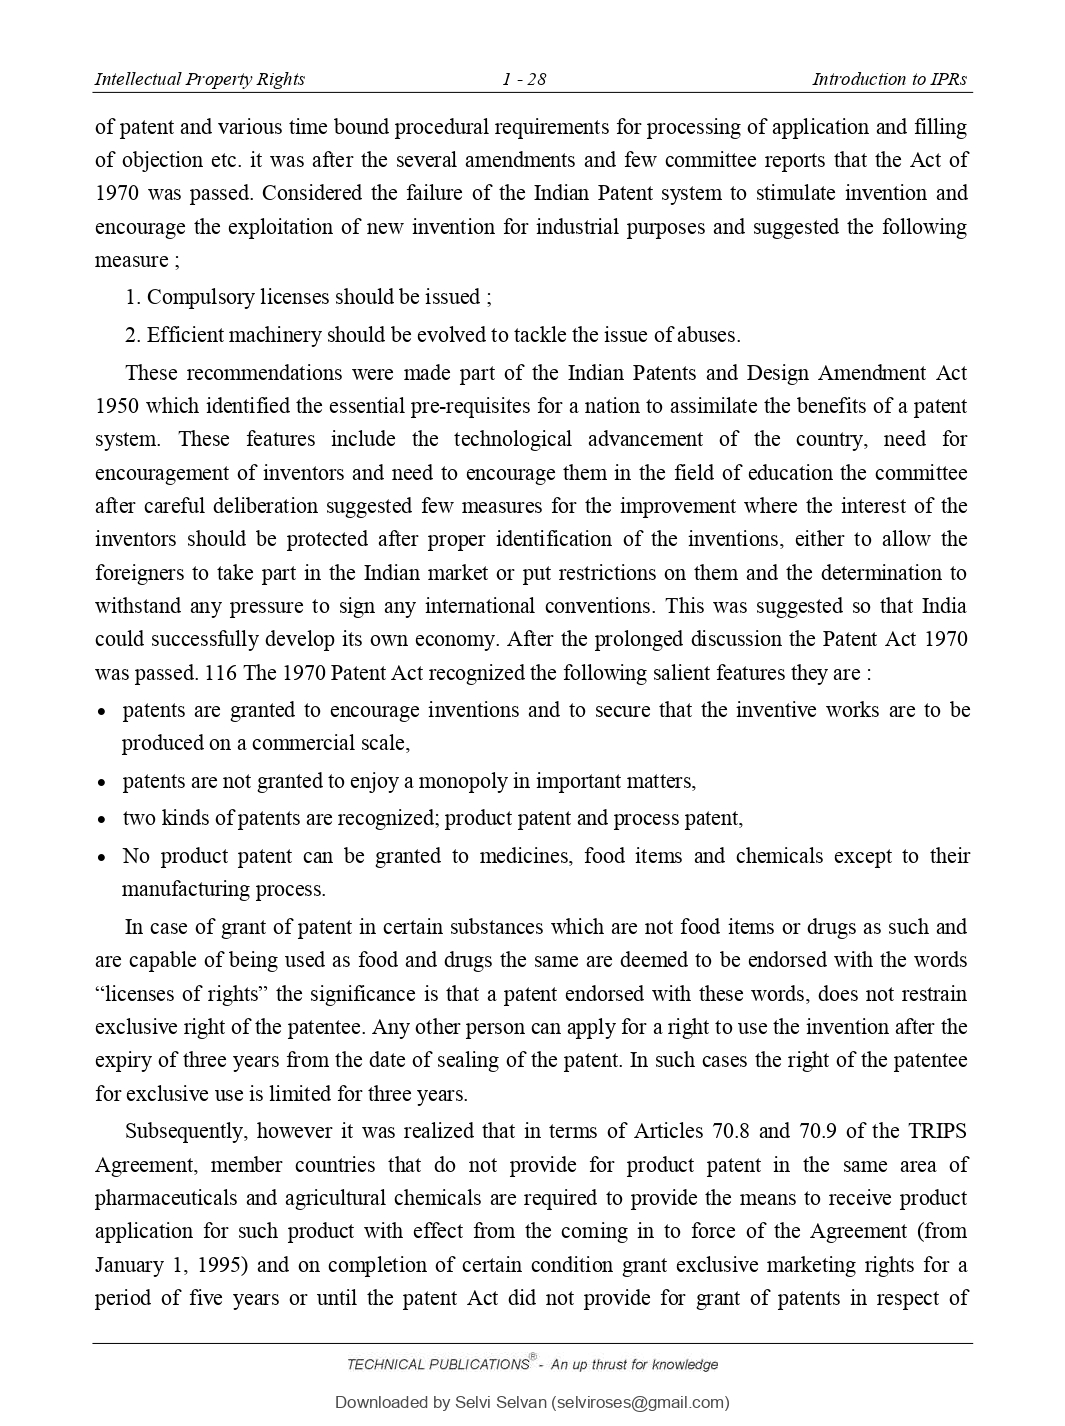 Intellectual Property Rights 1 - 28 Introduction to IPRs
of patent and various time bound procedural requirements for processing of application and filling
of objection etc. it was after the several amendments and few committee reports that the Act of
1970 was passed. Considered the failure of the Indian Patent system to stimulate invention and
encourage the exploitation of new invention for industrial purposes and suggested the following
measure ;
1. Compulsory licenses should be issued ;
2. Efficient machinery should be evolved to tackle the issue of abuses.
These recommendations were made part of the Indian Patents and Design Amendment Act
1950 which identified the essential pre-requisites for a nation to assimilate the benefits of a patent
system. These features include the technological advancement of the country, need for
encouragement of inventors and need to encourage them in the field of education the committee
after careful deliberation suggested few measures for the improvement where the interest of the
inventors should be protected after proper identification of the inventions, either to allow the
foreigners to take part in the Indian market or put restrictions on them and the determination to
withstand any pressure to sign any international conventions. This was suggested so that India
could successfully develop its own economy. After the prolonged discussion the Patent Act 1970
was passed. 116 The 1970 Patent Act recognized the following salient features they are :
• patents are granted to encourage inventions and to secure that the inventive works are to be
produced on a commercial scale,
• patents are not granted to enjoy a monopoly in important matters,
• two kinds of patents are recognized; product patent and process patent,
• No product patent can be granted to medicines, food items and chemicals except to their
manufacturing process.
In case of grant of patent in certain substances which are not food items or drugs as such and
are capable of being used as food and drugs the same are deemed to be endorsed with the words
“licenses of rights” the significance is that a patent endorsed with these words, does not restrain
exclusive right of the patentee. Any other person can apply for a right to use the invention after the
expiry of three years from the date of sealing of the patent. In such cases the right of the patentee
for exclusive use is limited for three years.
Subsequently, however it was realized that in terms of Articles 70.8 and 70.9 of the TRIPS
Agreement, member countries that do not provide for product patent in the same area of
pharmaceuticals and agricultural chemicals are required to provide the means to receive product
application for such product with effect from the coming in to force of the Agreement (from
January 1, 1995) and on completion of certain condition grant exclusive marketing rights for a
period of five years or until the patent Act did not provide for grant of patents in respect of
TECHNICAL PUBLICATIONS® - An up thrust for knowledge
Downloaded by Selvi Selvan (selviroses@gmail.com)